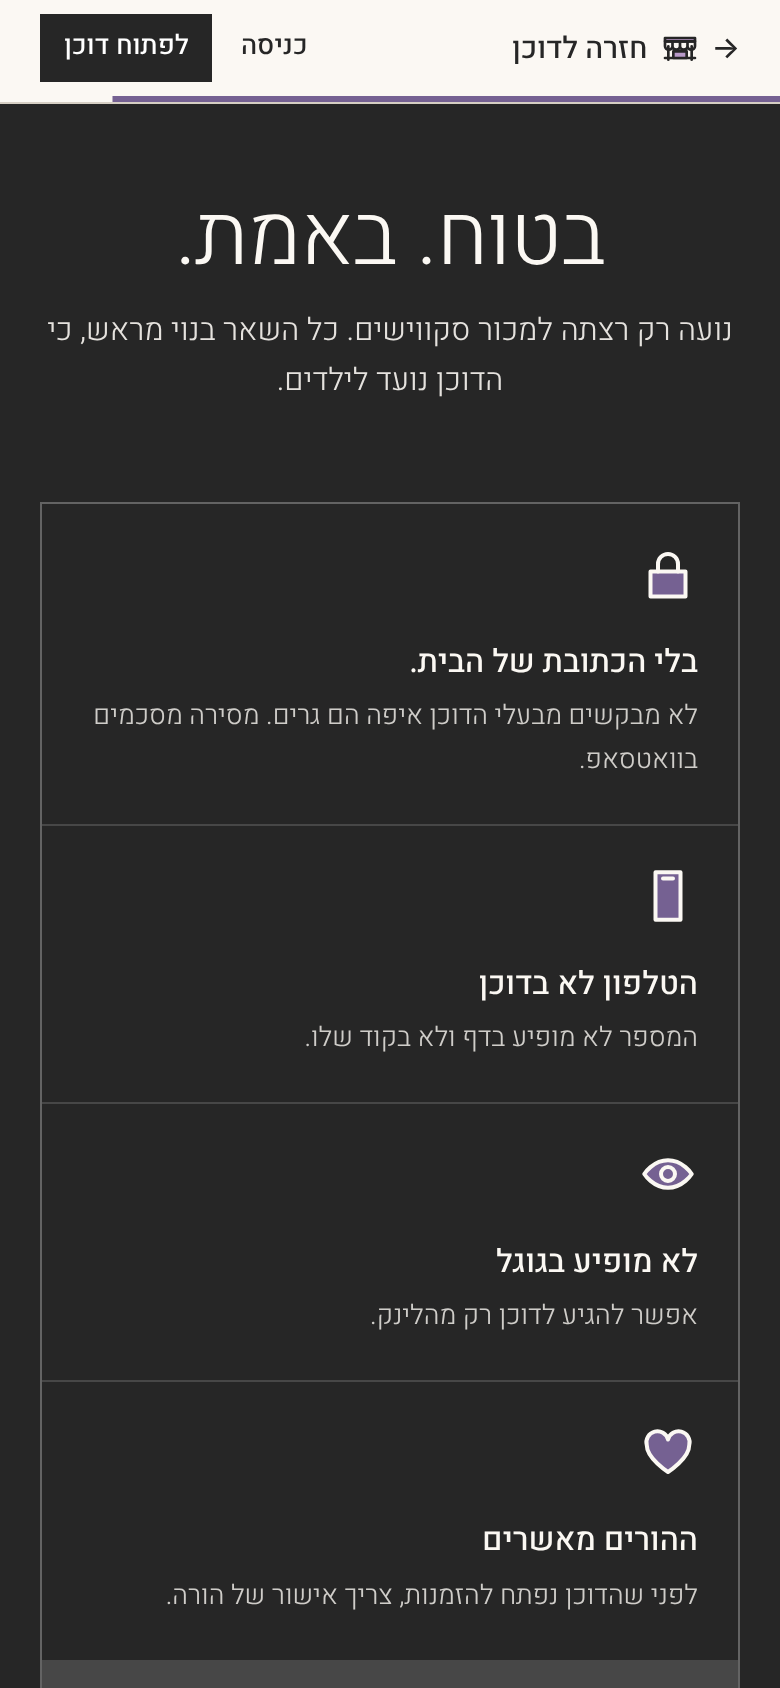 חזרה לדוכן
כניסה
לפתוח דוכן
בטוח. באמת.
נועה רק רצתה למכור סקווישים. כל השאר בנוי מראש, כי
הדוכן נועד לילדים.
בלי הכתובת של הבית.
לא מבקשים מבעלי הדוכן איפה הם גרים. מסירה מסכמים
בוואטסאפ.
הטלפון לא בדוכן
המספר לא מופיע בדף ולא בקוד שלו.
לא מופיע בגוגל
אפשר להגיע לדוכן רק מהלינק.
ההורים מאשרים
לפני שהדוכן נפתח להזמנות, צריך אישור של הורה.